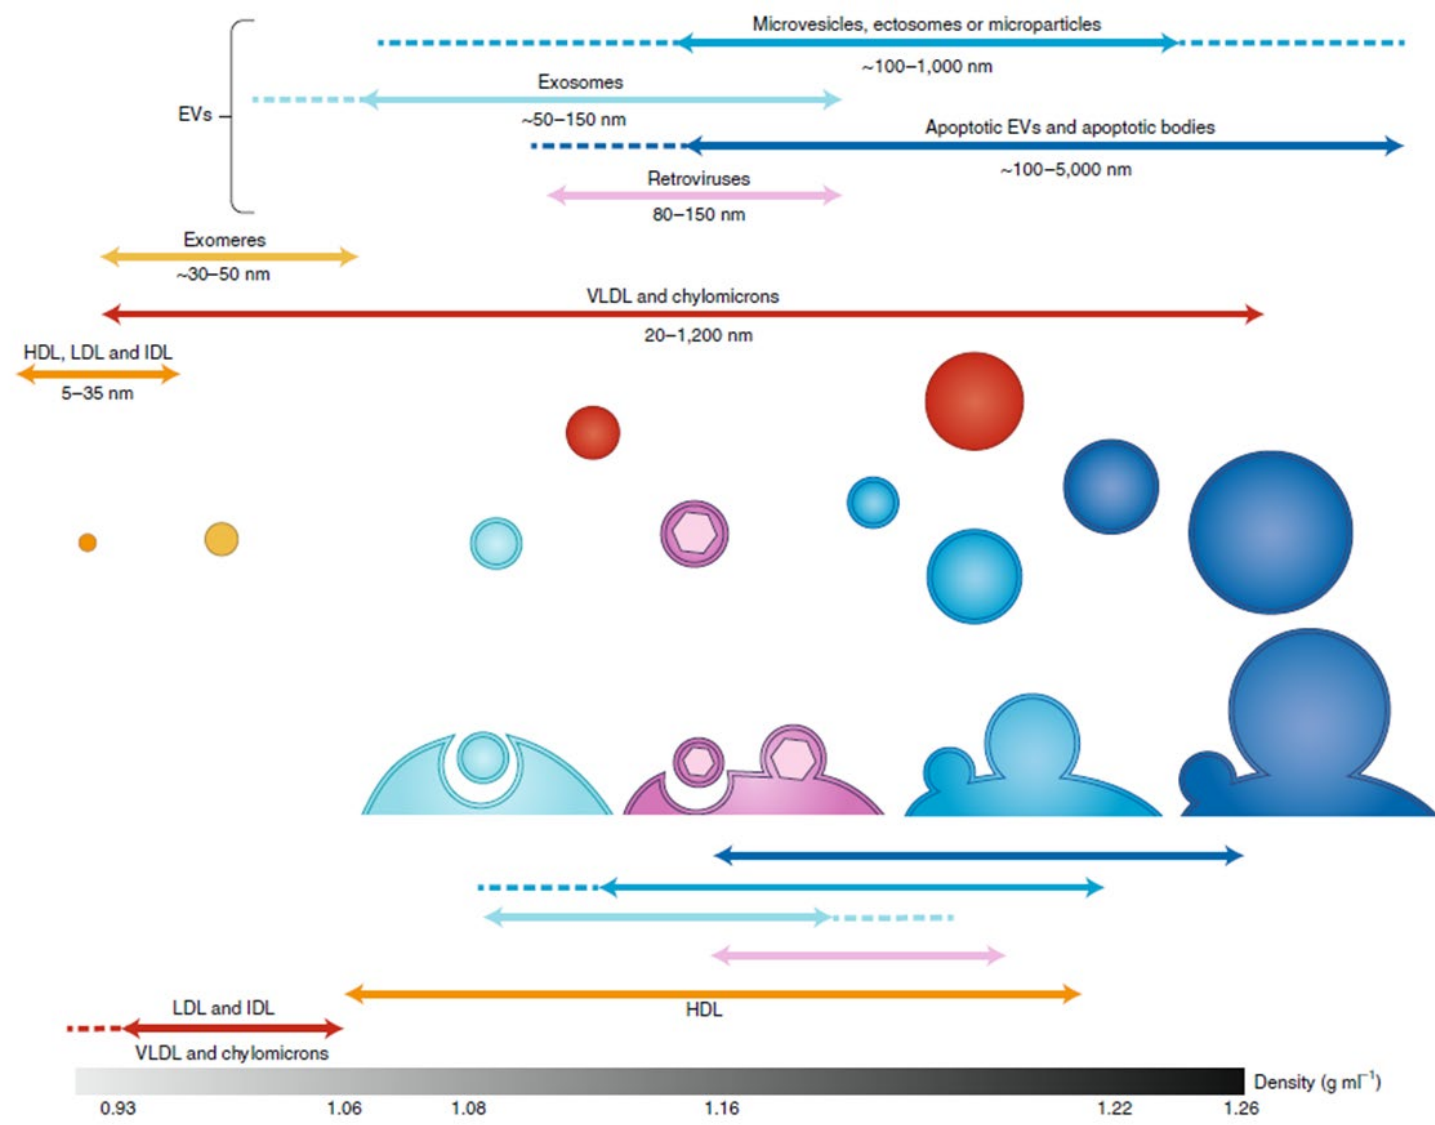 Microvesicles, ectosomes or microparticles
~100–1,000 nm
Exosomes
~50–150 nm
EVs
Apoptotic EVs and apoptotic bodies
~100–5,000 nm
Retroviruses
80–150 nm
Exomeres
~30–50 nm
VLDL and chylomicrons
20–1,200 nm
HDL, LDL and IDL
5–35 nm
LDL and IDL
HDL
VLDL and chylomicrons
Density (g ml⁻¹)
0.93 1.06 1.08 1.16 1.22 1.26